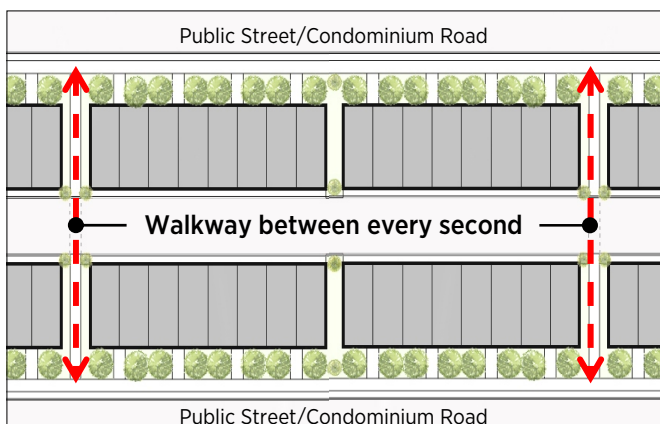 Public Street/Condominium Road
Walkway between every second
Public Street/Condominium Road